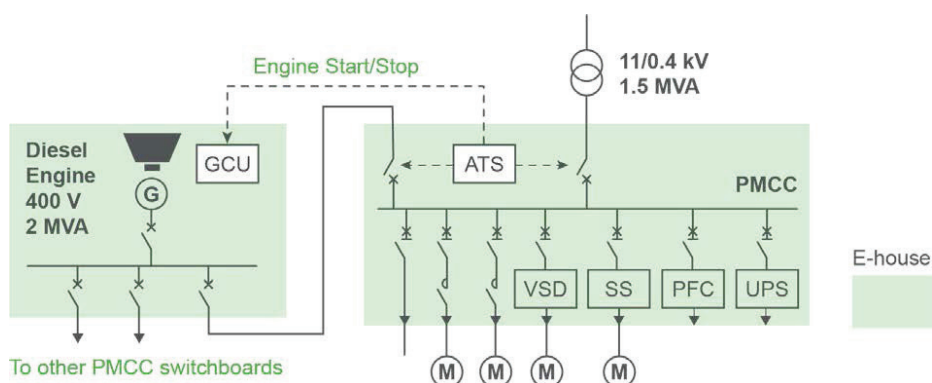 Engine Start/Stop
11/0.4 kV
1.5 MVA
Diesel
Engine
400 V
2 MVA
GCU
G
ATS
PMCC
VSD
SS
PFC
UPS
E-house
To other PMCC switchboards
M
M
M
M